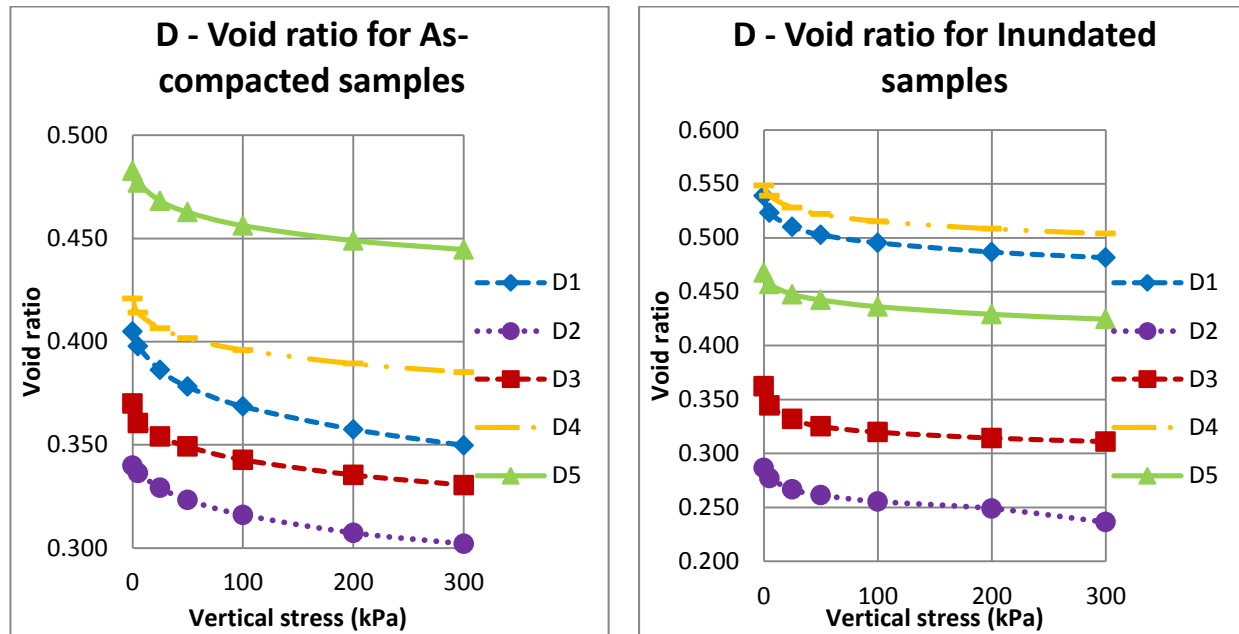 D - Void ratio for As-
compacted samples
0.500
0.450
0.400
0.350
0.300
Void ratio
0
100
200
300
Vertical stress (kPa)
D1
D2
D3
D4
D5
D - Void ratio for Inundated
samples
0.600
0.550
0.500
0.450
0.400
0.350
0.300
0.250
0.200
Void ratio
0
100
200
300
Vertical stress (kPa)
D1
D2
D3
D4
D5